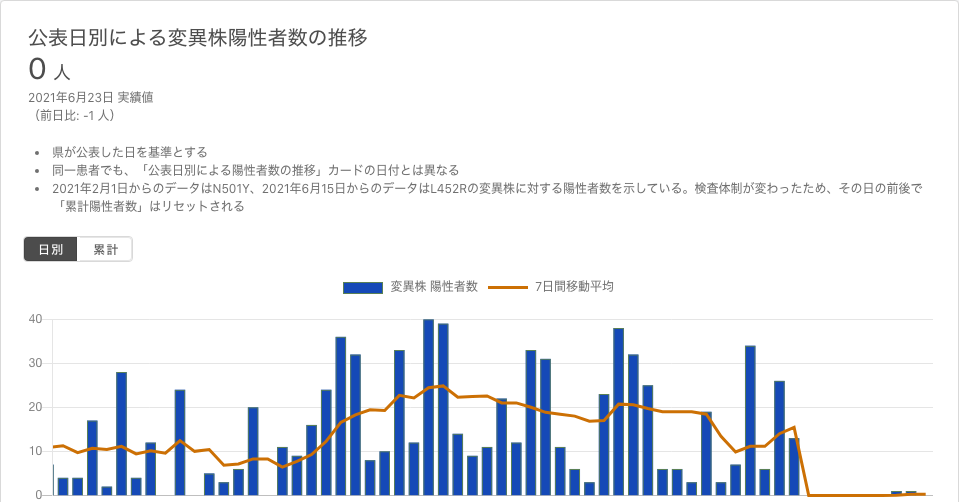 公表日別による変異株陽性者数の推移
0 人
2021年6月23日 実績値
（前日比: -1 人）
• 県が公表した日を基準とする
• 同一患者でも、「公表日別による陽性者数の推移」カードの日付とは異なる
• 2021年2月1日からのデータはN501Y、2021年6月15日からのデータはL452Rの変異株に対する陽性者数を示している。検査体制が変わったため、その日の前後で
「累計陽性者数」はリセットされる
日別 累計
変異株 陽性者数 7日間移動平均
40
30
20
10
0